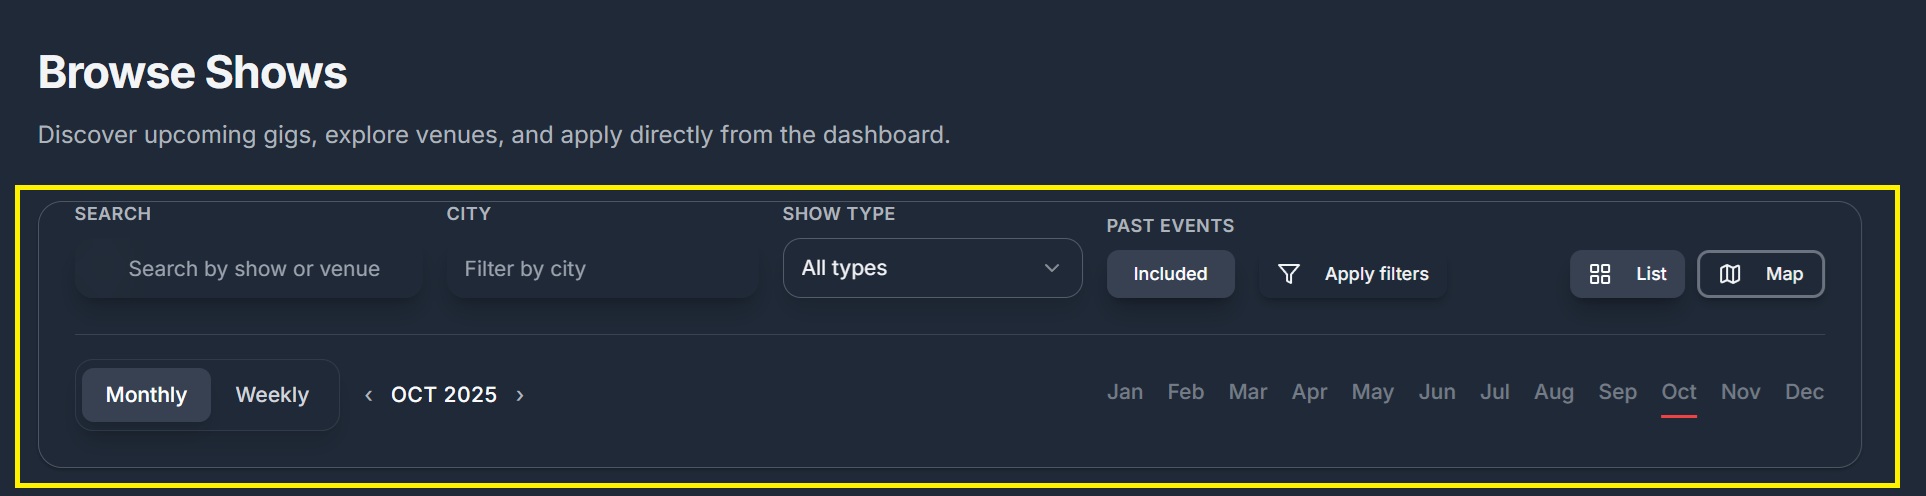 Browse Shows
Discover upcoming gigs, explore venues, and apply directly from the dashboard.
SEARCH CITY SHOW TYPE PAST EVENTS
Search by show or venue Filter by city All types Included Apply filters List Map
Monthly Weekly ‹ OCT 2025 › Jan Feb Mar Apr May Jun Jul Aug Sep Oct Nov Dec